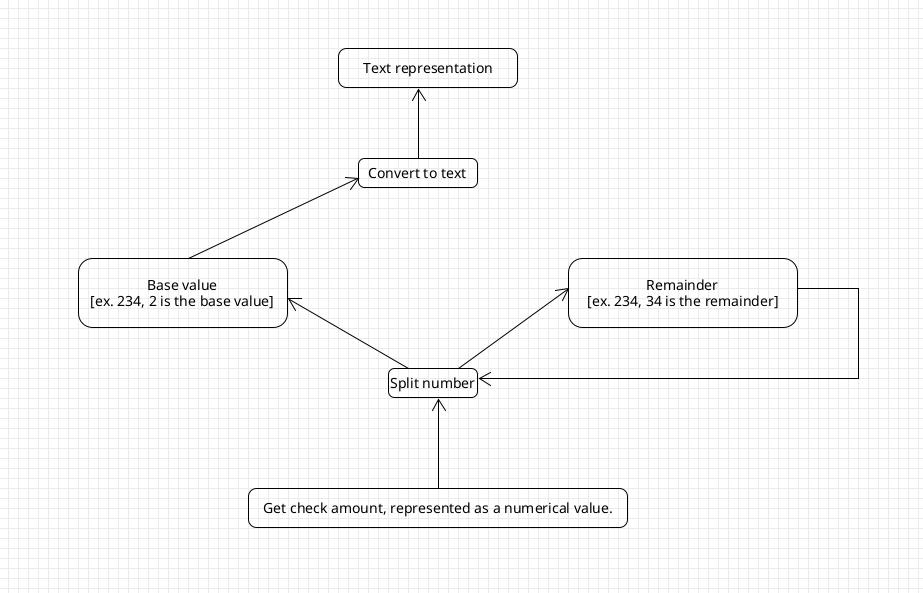 Text representation
Convert to text
Base value
[ex. 234, 2 is the base value]
Remainder
[ex. 234, 34 is the remainder]
Split number
Get check amount, represented as a numerical value.